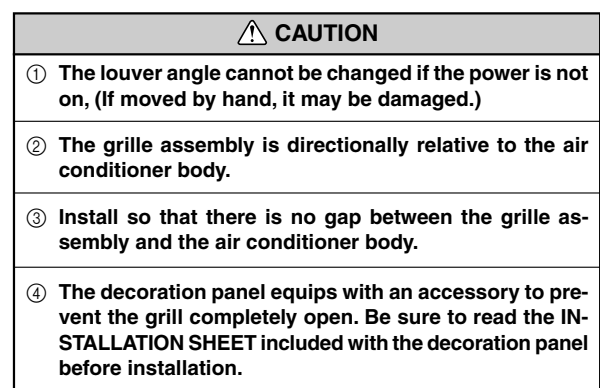 ⚠ CAUTION
① The louver angle cannot be changed if the power is not
on, (If moved by hand, it may be damaged.)
② The grille assembly is directionally relative to the air
conditioner body.
③ Install so that there is no gap between the grille as-
sembly and the air conditioner body.
④ The decoration panel equips with an accessory to pre-
vent the grill completely open. Be sure to read the IN-
STALLATION SHEET included with the decoration panel
before installation.